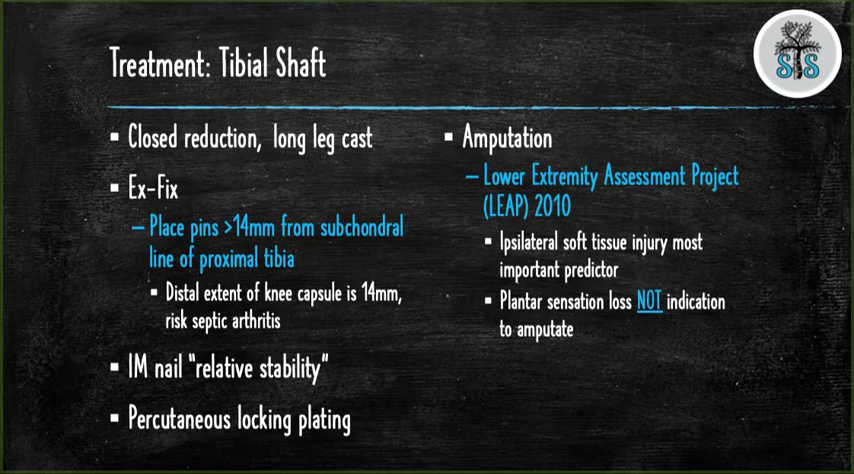 Treatment: Tibial Shaft
STS
▪ Closed reduction, long leg cast
▪ Ex-Fix
– Place pins >14mm from subchondral
line of proximal tibia
▪ Distal extent of knee capsule is 14mm,
risk septic arthritis
▪ IM nail "relative stability"
▪ Percutaneous locking plating
▪ Amputation
– Lower Extremity Assessment Project
(LEAP) 2010
▪ Ipsilateral soft tissue injury most
important predictor
▪ Plantar sensation loss NOT indication
to amputate